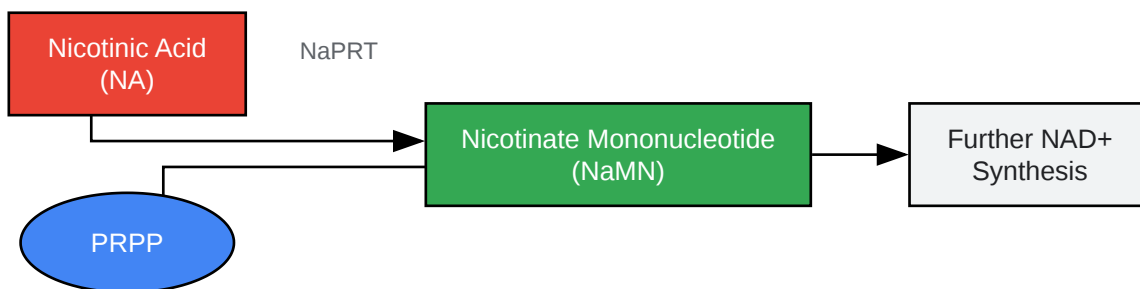 Nicotinic Acid
(NA)
NaPRT
Nicotinate Mononucleotide
(NaMN)
Further NAD+
Synthesis
PRPP